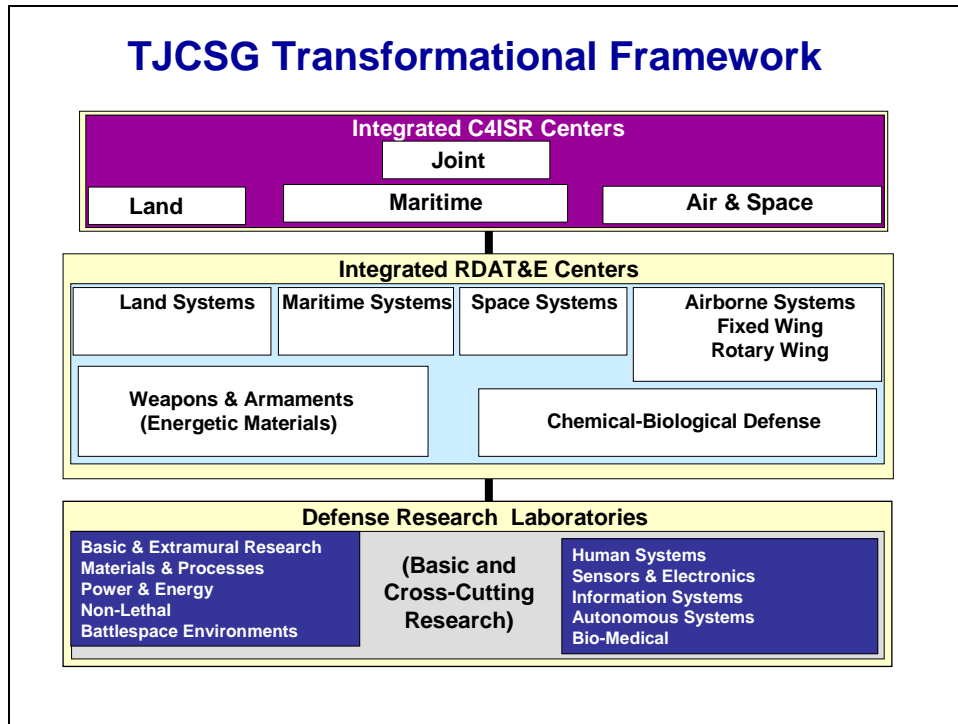 TJCSG Transformational Framework
Integrated C4ISR Centers
Joint
Land
Maritime
Air & Space
Integrated RDAT&E Centers
Land Systems
Maritime Systems
Space Systems
Airborne Systems
Fixed Wing
Rotary Wing
Weapons & Armaments
(Energetic Materials)
Chemical-Biological Defense
Defense Research Laboratories
Basic & Extramural Research
Materials & Processes
Power & Energy
Non-Lethal
Battlespace Environments
(Basic and
Cross-Cutting
Research)
Human Systems
Sensors & Electronics
Information Systems
Autonomous Systems
Bio-Medical